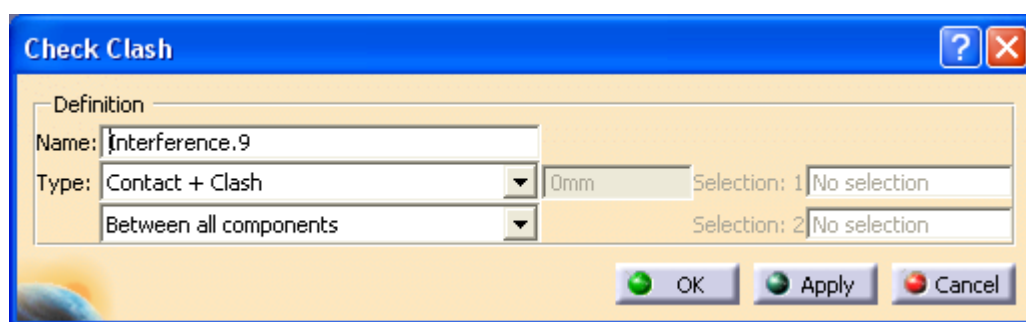 Check Clash
Definition
Name: Interference.9
Type: Contact + Clash 0mm Selection: 1 No selection
Between all components Selection: 2 No selection
OK Apply Cancel